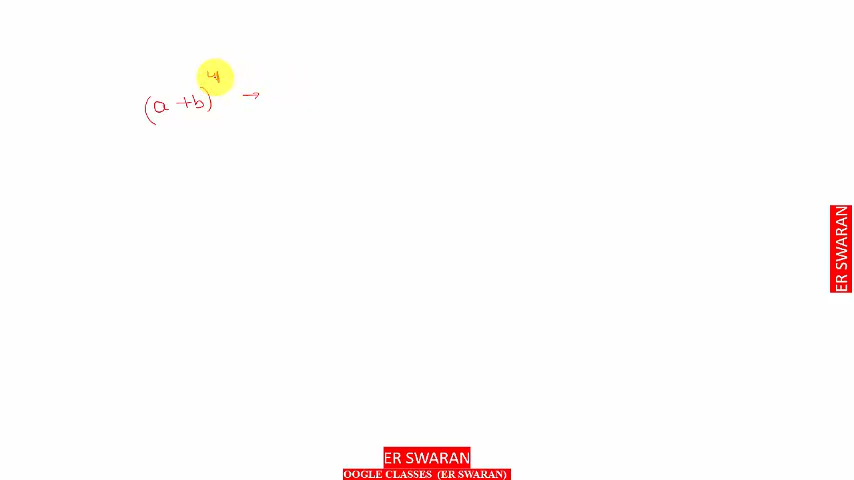 (a+b)⁴ →
ER SWARAN
ER SWARAN
OOGLE CLASSES (ER SWARAN)